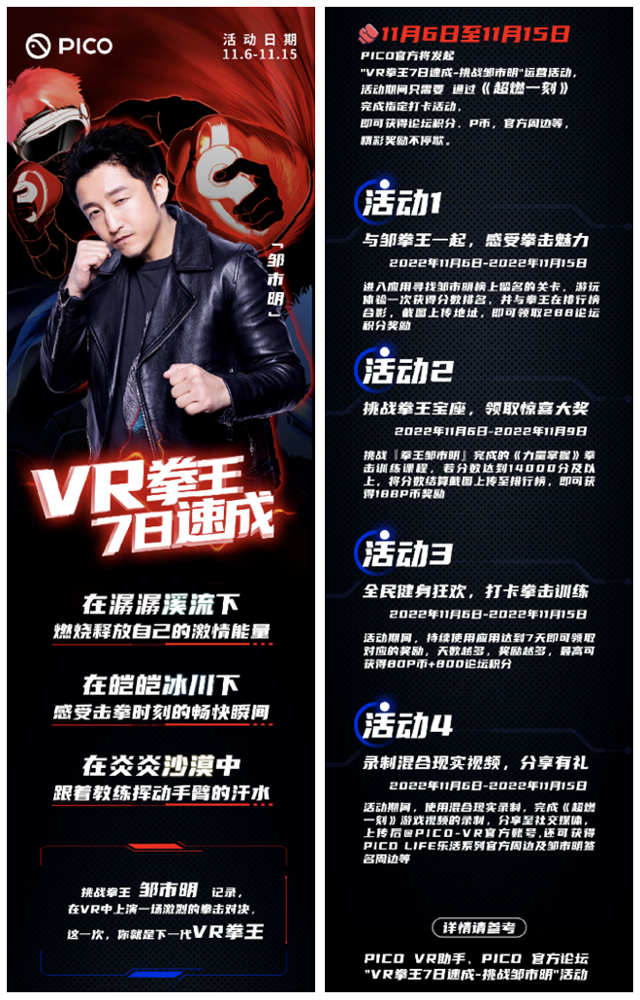 PICO
活动日期
11.6-11.15
「邹市明」
VR拳王
7日速成
在潺潺溪流下
燃烧释放自己的激情能量
在皑皑冰川下
感受击拳时刻的畅快瞬间
在炎炎沙漠中
跟着教练挥动手臂的汗水
挑战拳王 邹市明 记录，
在VR中上演一场激烈的拳击对决，
这一次，你就是下一代VR拳王
11月6日至11月15日
PICO官方将发起
"VR拳王7日速成-挑战邹市明"运营活动，
活动期间只需要 通过《超燃一刻》
完成指定打卡活动，
即可获得论坛积分、P币，官方周边等，
精彩奖励不停歇。
活动1
与邹拳王一起，感受拳击魅力
2022年11月6日-2022年11月15日
进入应用寻找邹市明榜上留名的关卡，游玩
体验一次获得分数排名，并与拳王在排行榜
合影，截图上传地址，即可领取288论坛
积分奖励
活动2
挑战拳王宝座，领取惊喜大奖
2022年11月6日-2022年11月9日
挑战『拳王邹市明』完成的《力量掌握》拳
击训练课程，若分数达到14000分及以
上，将分数结算截图上传至排行榜，即可获
得188P币奖励
活动3
全民健身狂欢，打卡拳击训练
2022年11月6日-2022年11月15日
活动期间，持续使用应用达到7天即可领取
对应的奖励，天数越多，奖励越多，最高可
获得80P币+800论坛积分
活动4
录制混合现实视频，分享有礼
2022年11月6日-2022年11月15日
活动期间，使用混合现实录制，完成《超燃
一刻》游戏视频的录制，分享至社交媒体，
上传后@PICO-VR官方账号,还可获得
PICO LIFE乐活系列官方周边及邹市明签
名周边等
详情请参考
PICO VR助手、PICO 官方论坛
"VR拳王7日速成-挑战邹市明"活动